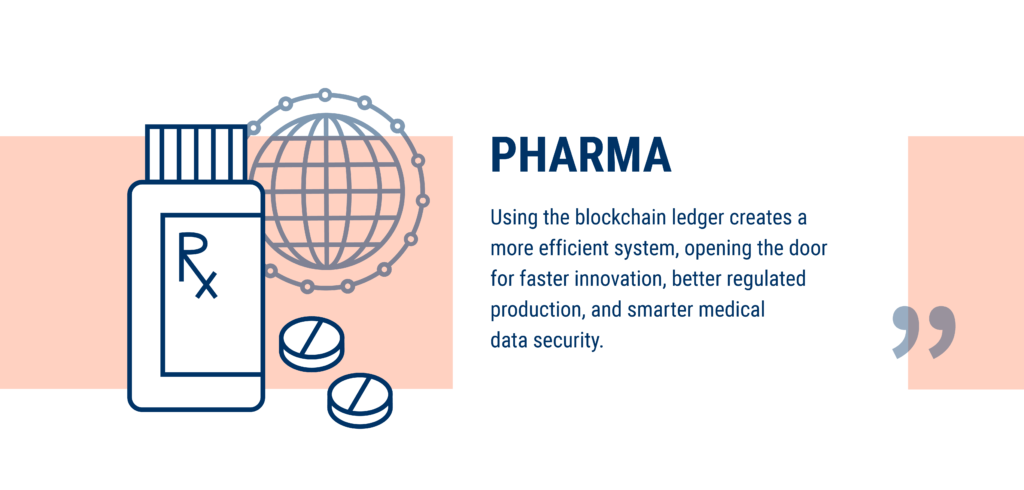 PHARMA
Using the blockchain ledger creates a
more efficient system, opening the door
for faster innovation, better regulated
production, and smarter medical
data security.
Rx
”